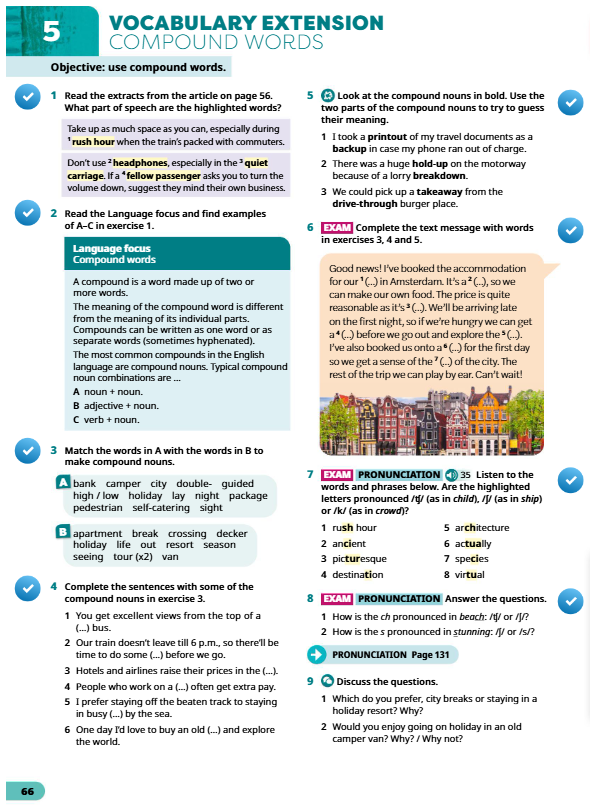 5
VOCABULARY EXTENSION
COMPOUND WORDS
Objective: use compound words.
1 Read the extracts from the article on page 56.
What part of speech are the highlighted words?
Take up as much space as you can, especially during
1 rush hour when the train's packed with commuters.
Don't use 2 headphones, especially in the 3 quiet
carriage. If a 4 fellow passenger asks you to turn the
volume down, suggest they mind their own business.
2 Read the Language focus and find examples
of A–C in exercise 1.
Language focus
Compound words
A compound is a word made up of two or
more words.
The meaning of the compound word is different
from the meaning of its individual parts.
Compounds can be written as one word or as
separate words (sometimes hyphenated).
The most common compounds in the English
language are compound nouns. Typical compound
noun combinations are ...
A noun + noun.
B adjective + noun.
C verb + noun.
3 Match the words in A with the words in B to
make compound nouns.
A bank camper city double- guided
high / low holiday lay night package
pedestrian self-catering sight
B apartment break crossing decker
holiday life out resort season
seeing tour (x2) van
4 Complete the sentences with some of the
compound nouns in exercise 3.
1 You get excellent views from the top of a
(...) bus.
2 Our train doesn't leave till 6 p.m., so there'll be
time to do some (...) before we go.
3 Hotels and airlines raise their prices in the (...).
4 People who work on a (...) often get extra pay.
5 I prefer staying off the beaten track to staying
in busy (...) by the sea.
6 One day I'd love to buy an old (...) and explore
the world.
5 Look at the compound nouns in bold. Use the
two parts of the compound nouns to try to guess
their meaning.
1 I took a printout of my travel documents as a
backup in case my phone ran out of charge.
2 There was a huge hold-up on the motorway
because of a lorry breakdown.
3 We could pick up a takeaway from the
drive-through burger place.
6 EXAM Complete the text message with words
in exercises 3, 4 and 5.
Good news! I've booked the accommodation
for our 1 (...) in Amsterdam. It's a 2 (...), so we
can make our own food. The price is quite
reasonable as it's 3 (...). We'll be arriving late
on the first night, so if we're hungry we can get
a 4 (...) before we go out and explore the 5 (...).
I've also booked us onto a 6 (...) for the first day
so we get a sense of the 7 (...) of the city. The
rest of the trip we can play by ear. Can't wait!
7 EXAM PRONUNCIATION 35 Listen to the
words and phrases below. Are the highlighted
letters pronounced /tʃ/ (as in child), /ʃ/ (as in ship)
or /k/ (as in crowd)?
1 rush hour
2 ancient
3 picturesque
4 destination
5 architecture
6 actually
7 species
8 virtual
8 EXAM PRONUNCIATION Answer the questions.
1 How is the ch pronounced in beach: /tʃ/ or /ʃ/?
2 How is the s pronounced in stunning: /ʃ/ or /s/?
PRONUNCIATION Page 131
9 Discuss the questions.
1 Which do you prefer, city breaks or staying in a
holiday resort? Why?
2 Would you enjoy going on holiday in an old
camper van? Why? / Why not?
66